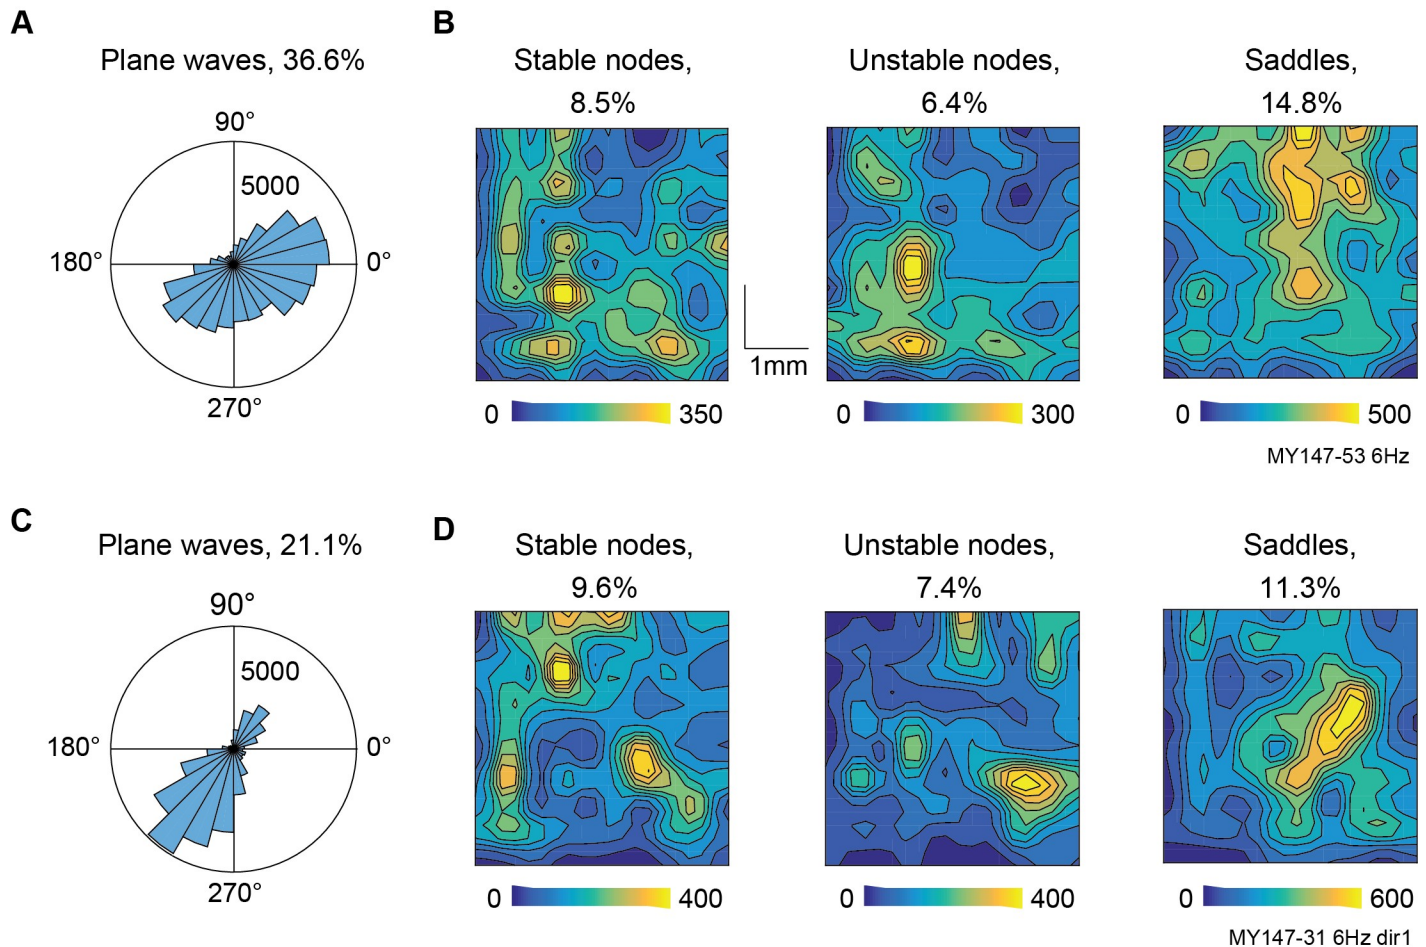 A
Plane waves, 36.6%
90°
5000
180°
0°
270°
B
Stable nodes,
8.5%
Unstable nodes,
6.4%
Saddles,
14.8%
1mm
0 350
0 300
0 500
MY147-53 6Hz
C
Plane waves, 21.1%
90°
5000
180°
0°
270°
D
Stable nodes,
9.6%
Unstable nodes,
7.4%
Saddles,
11.3%
0 400
0 400
0 600
MY147-31 6Hz dir1